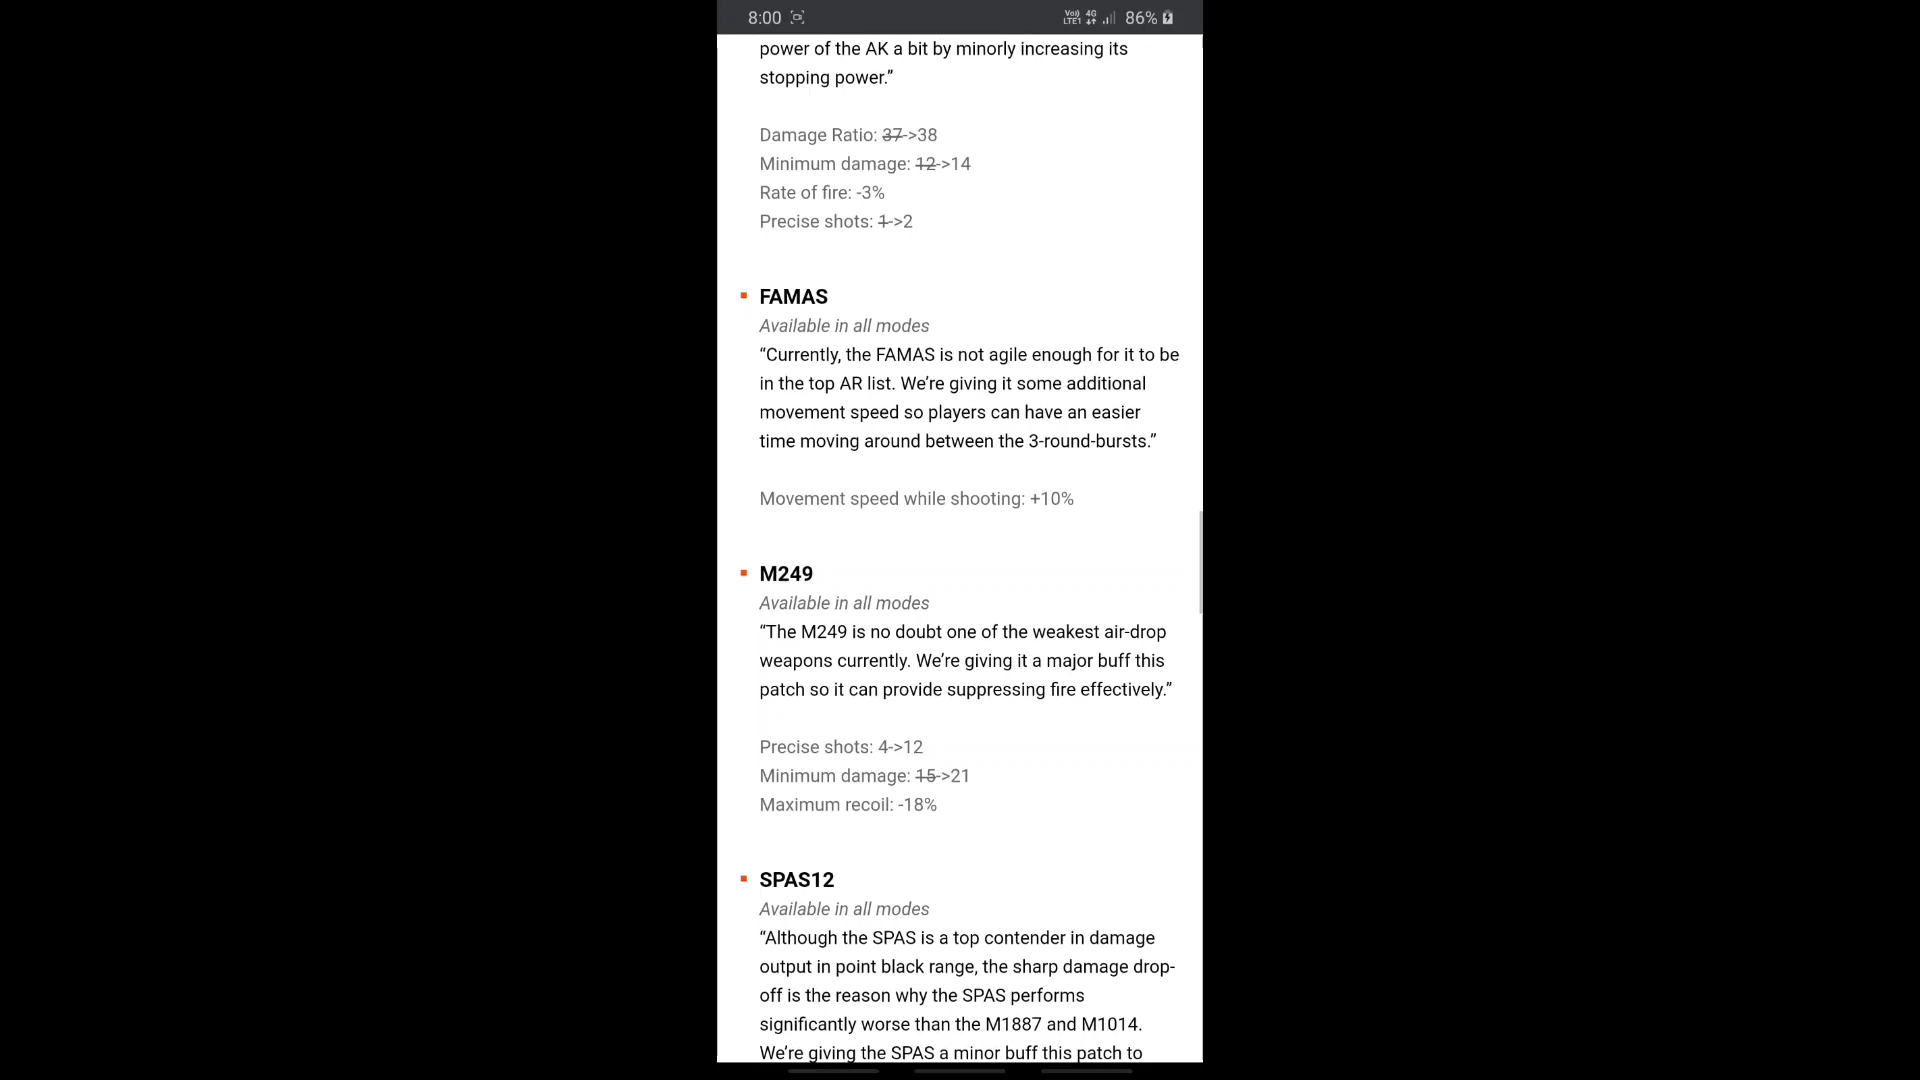 8:00
Vo)) 4G
LTE1
86%
power of the AK a bit by minorly increasing its
stopping power.”
Damage Ratio: 37->38
Minimum damage: 12->14
Rate of fire: -3%
Precise shots: 1->2
FAMAS
Available in all modes
“Currently, the FAMAS is not agile enough for it to be
in the top AR list. We’re giving it some additional
movement speed so players can have an easier
time moving around between the 3-round-bursts.”
Movement speed while shooting: +10%
M249
Available in all modes
“The M249 is no doubt one of the weakest air-drop
weapons currently. We’re giving it a major buff this
patch so it can provide suppressing fire effectively.”
Precise shots: 4->12
Minimum damage: 15->21
Maximum recoil: -18%
SPAS12
Available in all modes
“Although the SPAS is a top contender in damage
output in point black range, the sharp damage drop-
off is the reason why the SPAS performs
significantly worse than the M1887 and M1014.
We’re giving the SPAS a minor buff this patch to